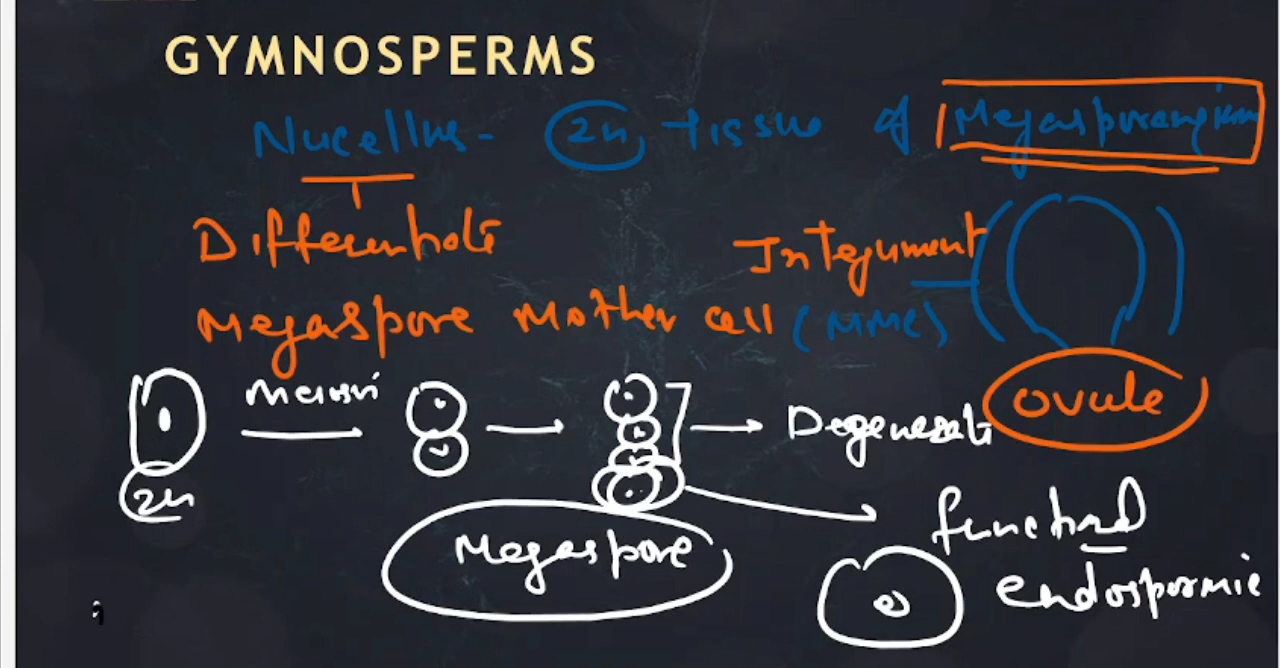 GYMNOSPERMS
Nucellus - 2n tissue of Megasporangium
Differentiate
Integument
Megaspore Mother cell (MMC)
ovule
meiosis
Degenerate
2n
functional
Megaspore
endospermic